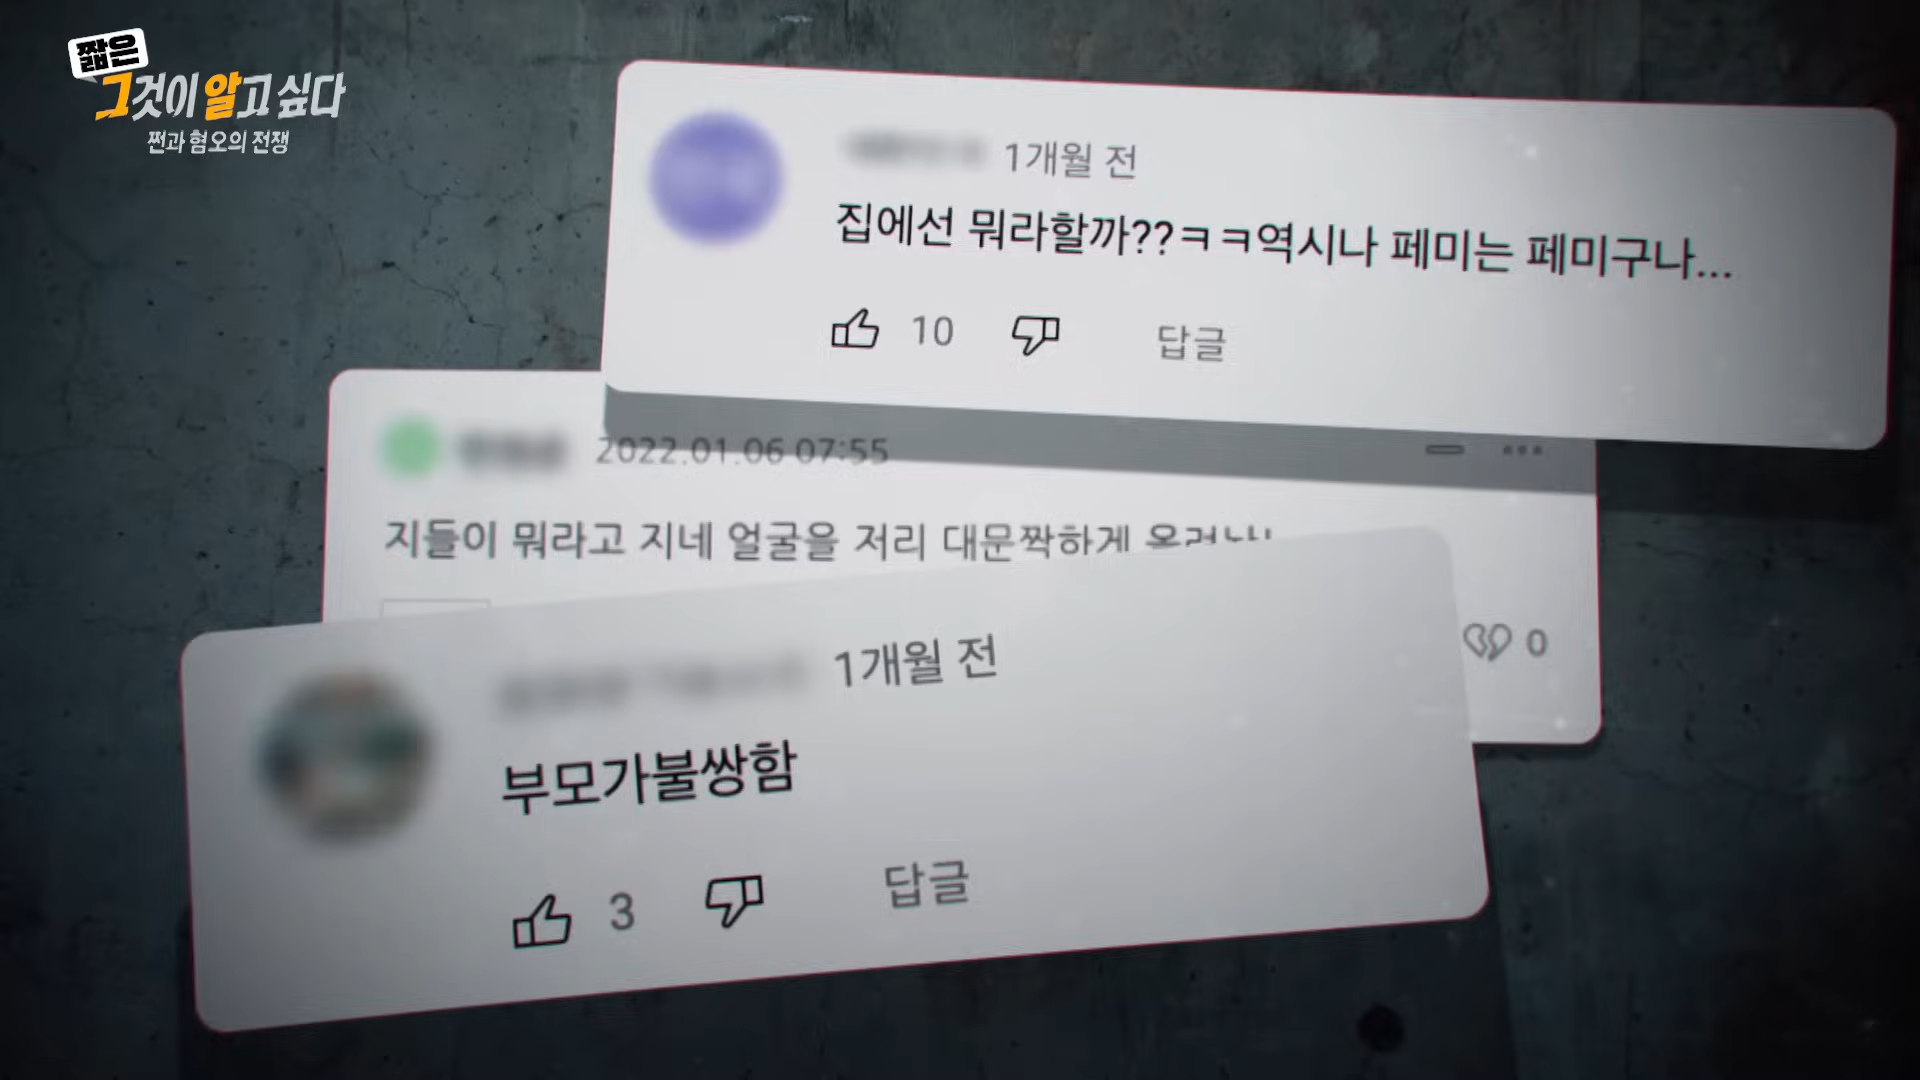 짧은
그것이 알고 싶다
쩐과 혐오의 전쟁
1개월 전
집에선 뭐라할까??ㅋㅋ역시나 페미는 페미구나...
10
답글
2022.01.06 07:55
지들이 뭐라고 지네 얼굴을 저리 대문짝하게
0
1개월 전
부모가불쌍함
3
답글